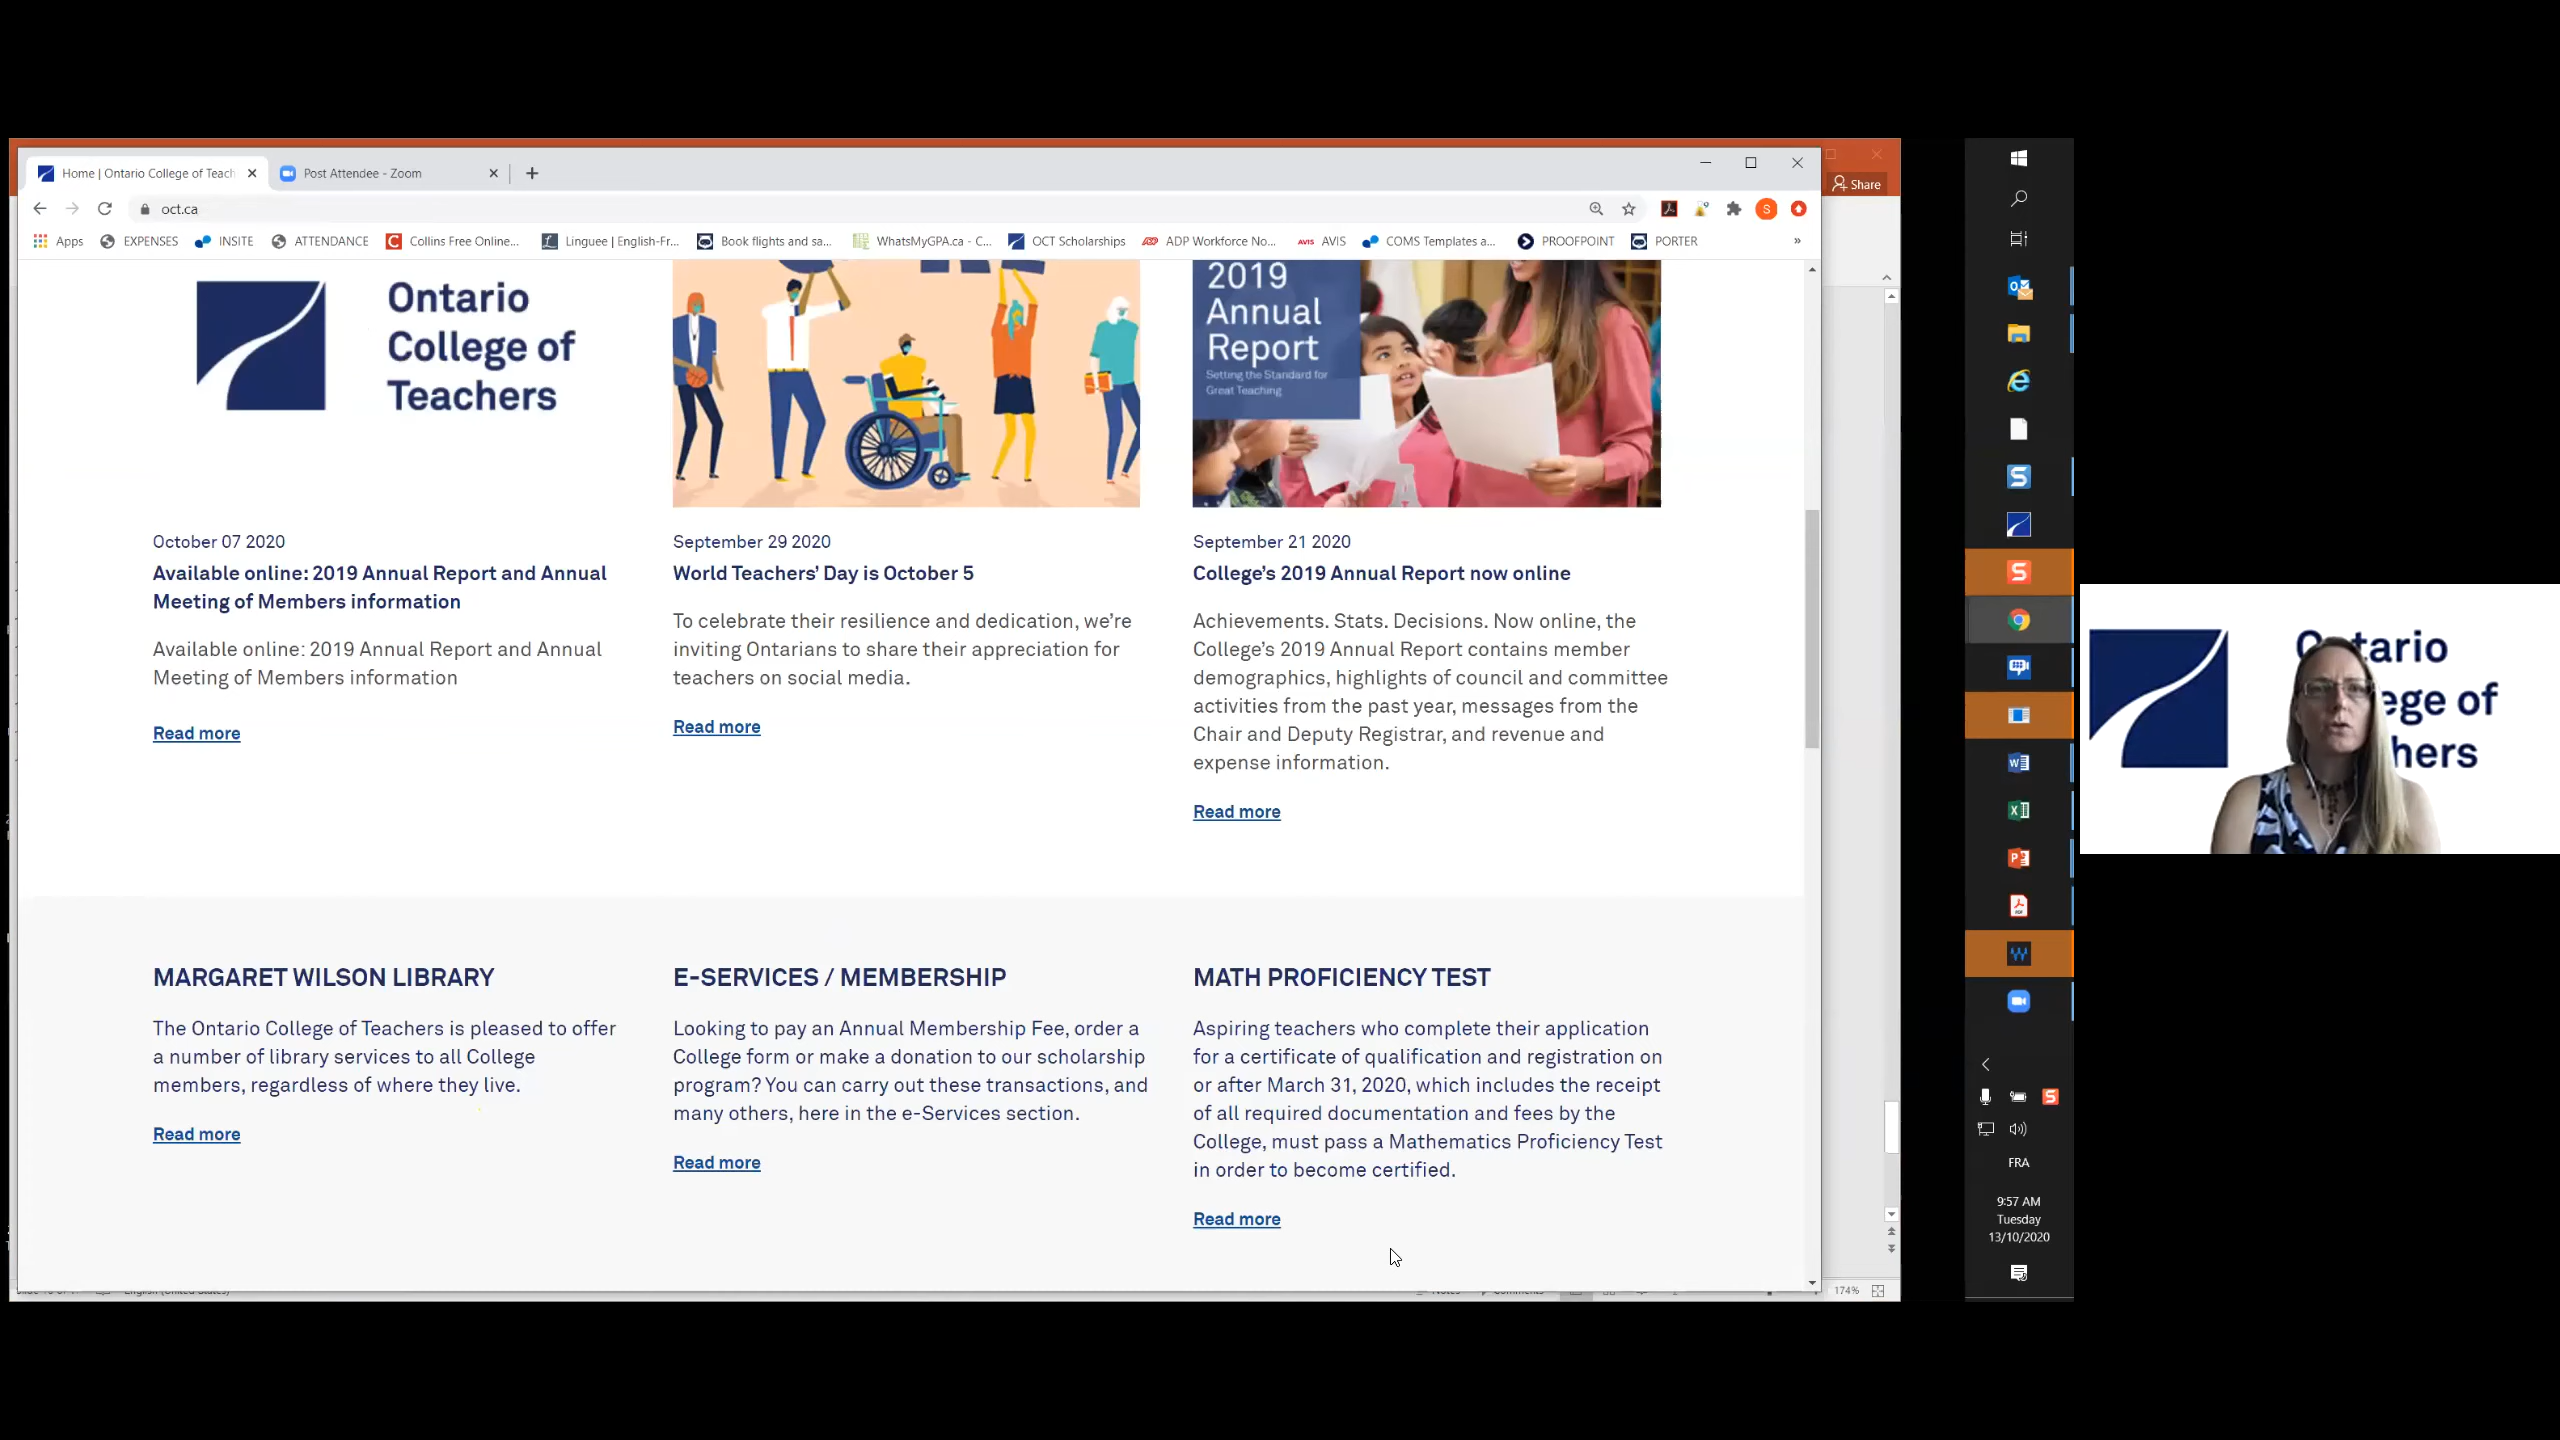 Home | Ontario College of Teach
Post Attendee - Zoom
Share
oct.ca
Apps
EXPENSES
INSITE
ATTENDANCE
Collins Free Online...
Linguee | English-Fr...
Book flights and sa...
WhatsMyGPA.ca - C...
OCT Scholarships
ADP Workforce No...
AVIS
COMS Templates a...
PROOFPOINT
PORTER
Ontario
College of
Teachers
2019
Annual
Report
Setting the Standard for
Great Teaching
October 07 2020
Available online: 2019 Annual Report and Annual
Meeting of Members information
Available online: 2019 Annual Report and Annual
Meeting of Members information
Read more
September 29 2020
World Teachers' Day is October 5
To celebrate their resilience and dedication, we're
inviting Ontarians to share their appreciation for
teachers on social media.
Read more
September 21 2020
College's 2019 Annual Report now online
Achievements. Stats. Decisions. Now online, the
College's 2019 Annual Report contains member
demographics, highlights of council and committee
activities from the past year, messages from the
Chair and Deputy Registrar, and revenue and
expense information.
Read more
MARGARET WILSON LIBRARY
The Ontario College of Teachers is pleased to offer
a number of library services to all College
members, regardless of where they live.
Read more
E-SERVICES / MEMBERSHIP
Looking to pay an Annual Membership Fee, order a
College form or make a donation to our scholarship
program? You can carry out these transactions, and
many others, here in the e-Services section.
Read more
MATH PROFICIENCY TEST
Aspiring teachers who complete their application
for a certificate of qualification and registration on
or after March 31, 2020, which includes the receipt
of all required documentation and fees by the
College, must pass a Mathematics Proficiency Test
in order to become certified.
Read more
174%
FRA
9:57 AM
Tuesday
13/10/2020